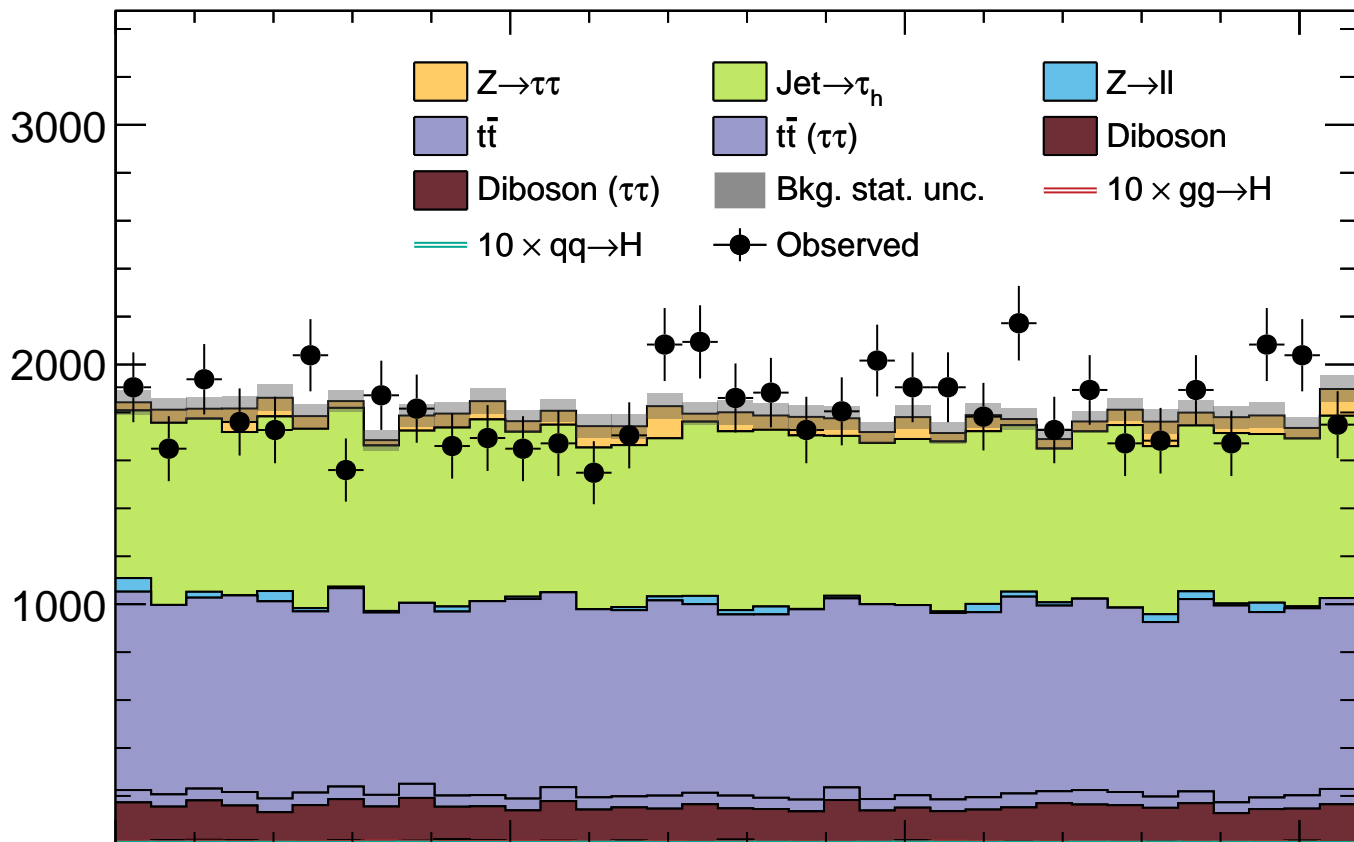 Z→ττ Jet→τₕ Z→ll
3000
tt̄ tt̄ (ττ) Diboson
Diboson (ττ) Bkg. stat. unc. 10 × gg→H
10 × qq→H Observed
2000
1000